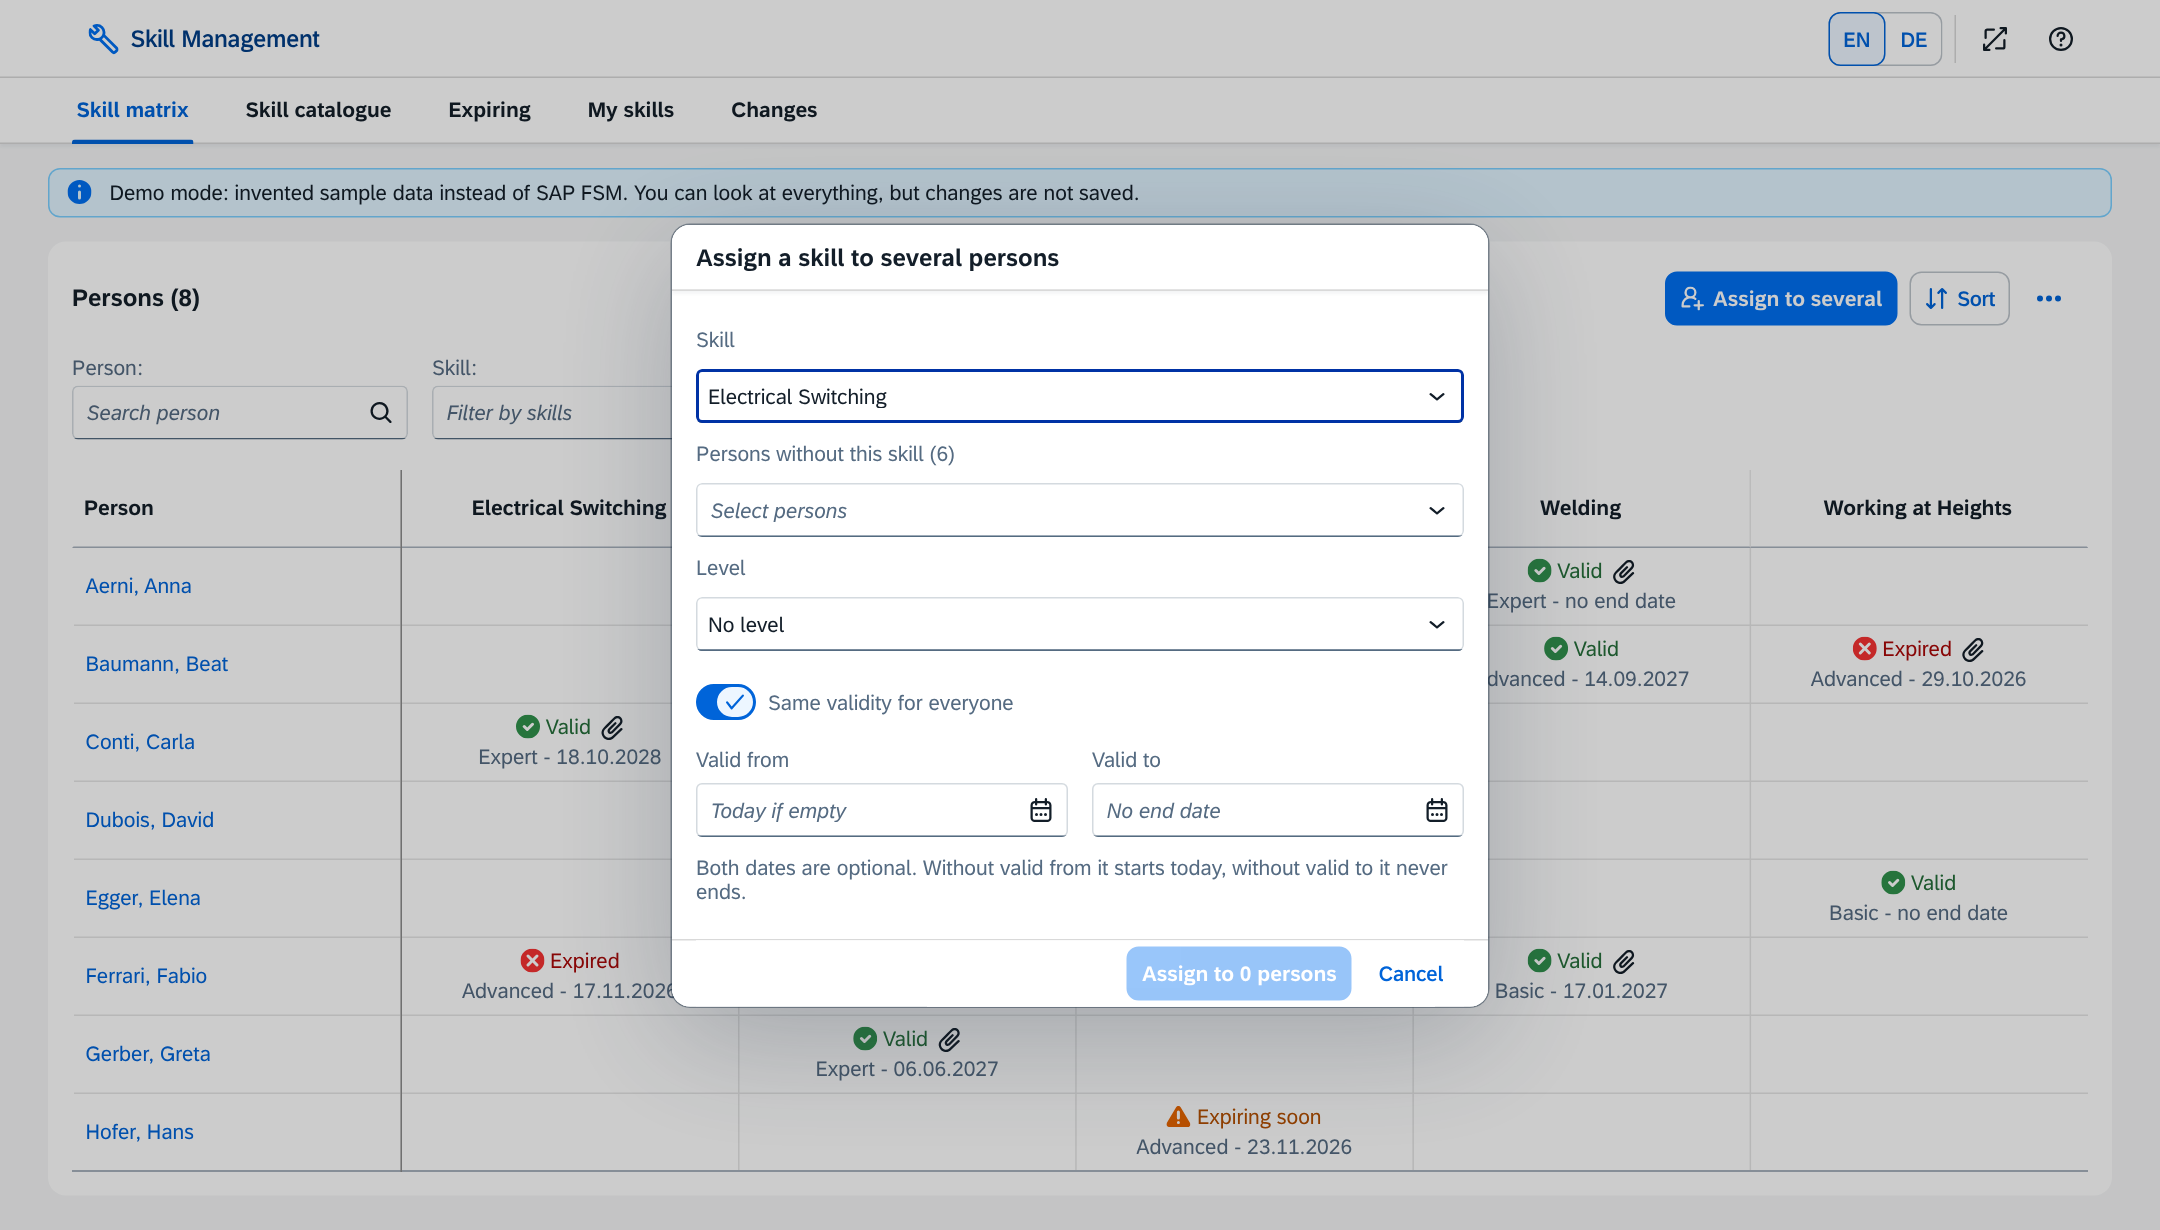 Skill Management
EN DE
Skill matrix Skill catalogue Expiring My skills Changes
Demo mode: invented sample data instead of SAP FSM. You can look at everything, but changes are not saved.
Persons (8)
Assign to several Sort
Person: Skill:
Search person Filter by skills
Person Electrical Switching Welding Working at Heights
Aerni, Anna
Valid
Expert - no end date
Baumann, Beat
Valid
14.09.2027
Expired
Advanced - 29.10.2026
Conti, Carla
Valid
Expert - 18.10.2028
Dubois, David
Egger, Elena
Valid
Basic - no end date
Ferrari, Fabio
Expired
Advanced - 17.11.2026
Valid
Basic - 17.01.2027
Gerber, Greta
Valid
Expert - 06.06.2027
Hofer, Hans
Expiring soon
Advanced - 23.11.2026
Assign a skill to several persons
Skill
Electrical Switching
Persons without this skill (6)
Select persons
Level
No level
Same validity for everyone
Valid from Valid to
Today if empty No end date
Both dates are optional. Without valid from it starts today, without valid to it never
ends.
Assign to 0 persons Cancel